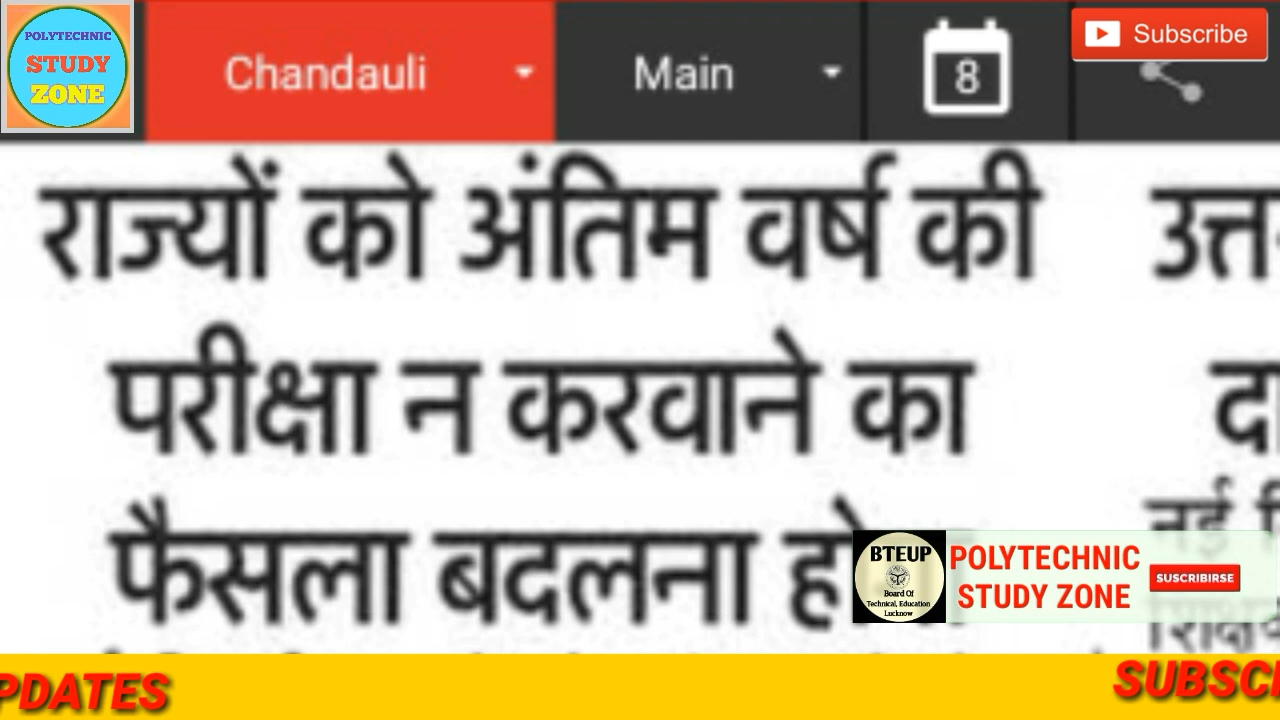 POLYTECHNIC
STUDY
ZONE
Chandauli
Main
8
Subscribe
राज्यों को अंतिम वर्ष की
परीक्षा न करवाने का
फैसला बदलना
नई
BTEUP
Board Of
Technical, Education
Lucknow
POLYTECHNIC
STUDY ZONE
SUSCRIBIRSE
PDATES
SUBSC